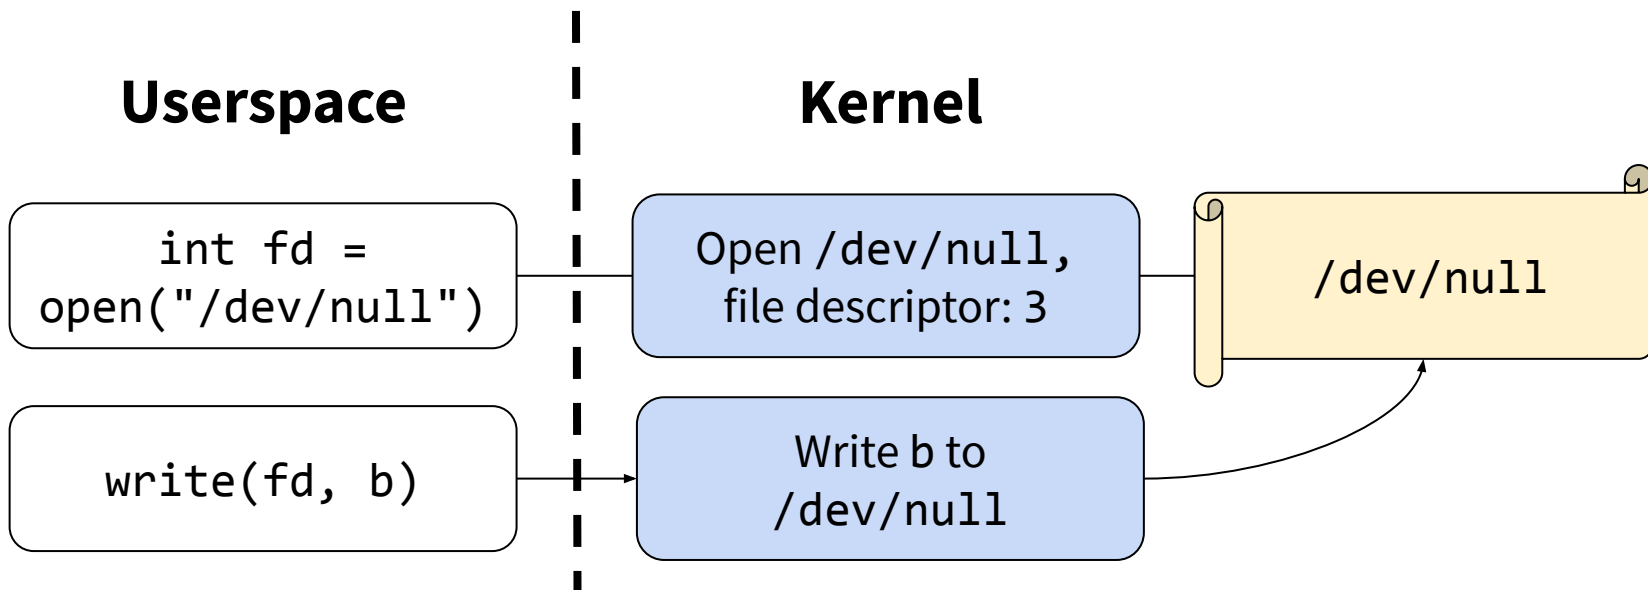 Userspace
Kernel
int fd =
open("/dev/null")
Open /dev/null,
file descriptor: 3
/dev/null
write(fd, b)
Write b to
/dev/null